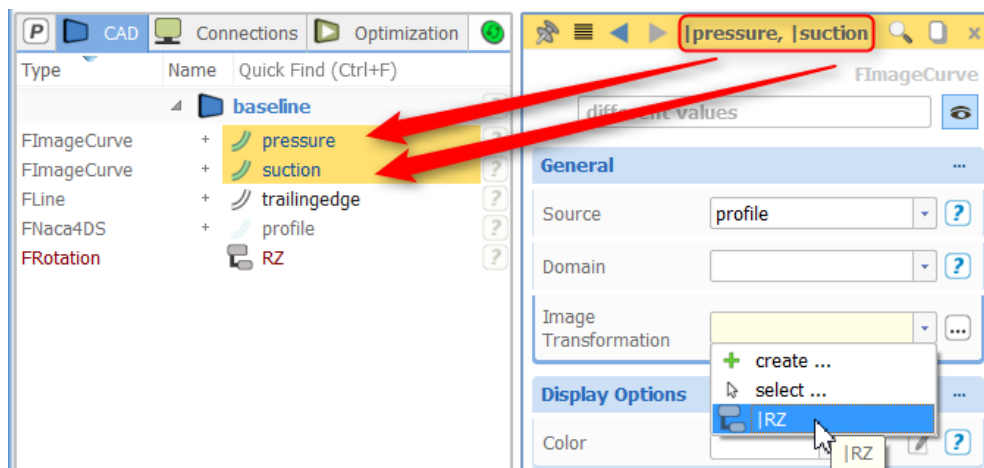 P CAD Connections Optimization
Type Name Quick Find (Ctrl+F)
baseline ?
FImageCurve + pressure ?
FImageCurve + suction ?
FLine + trailingedge ?
FNaca4DS + profile ?
FRotation RZ ?
|pressure, |suction x
FImageCurve
different values
General ...
Source profile ?
Domain ?
Image
Transformation ...
create ...
select ...
|RZ
Display Options ...
Color ?
|RZ